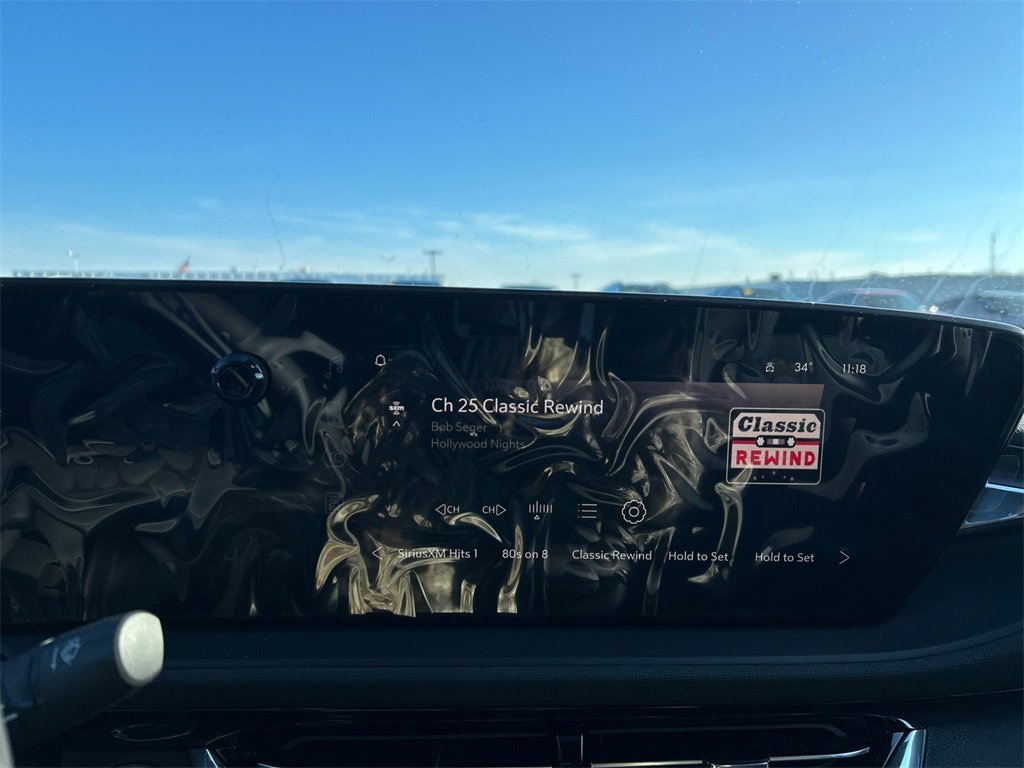 34°
11:18
sxm
Ch 25 Classic Rewind
Bob Seger
Hollywood Nights
Classic
REWIND
CH
CH
SiriusXM Hits 1
80s on 8
Classic Rewind
Hold to Set
Hold to Set